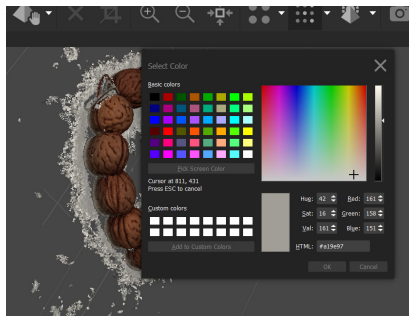 Select Color
Basic colors
Pick Screen Color
Cursor at 811, 431
Press ESC to cancel
Custom colors
Add to Custom Colors
Hue: 42 Red: 161
Sat: 16 Green: 158
Val: 161 Blue: 151
HTML: #a19e97
OK Cancel